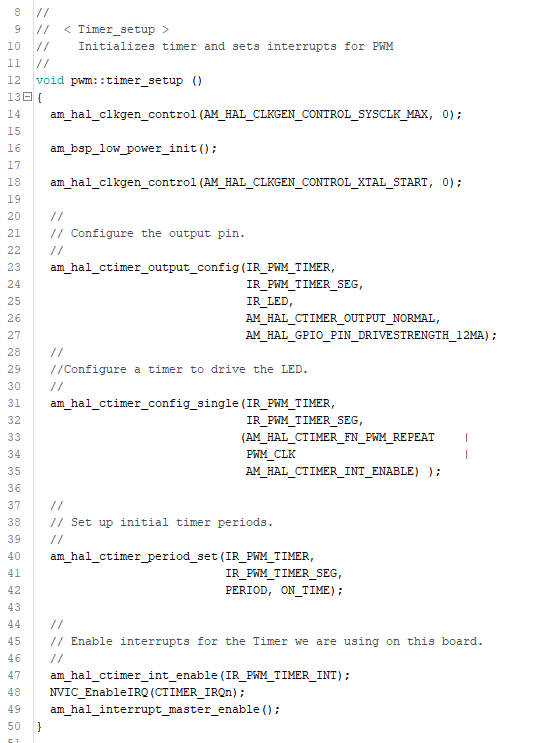 8 //
9 //  < Timer_setup >
10 //    Initializes timer and sets interrupts for PWM
11 //
12 void pwm::timer_setup ()
13 {
14   am_hal_clkgen_control(AM_HAL_CLKGEN_CONTROL_SYSCLK_MAX, 0);
15
16   am_bsp_low_power_init();
17
18   am_hal_clkgen_control(AM_HAL_CLKGEN_CONTROL_XTAL_START, 0);
19
20   //
21   // Configure the output pin.
22   //
23   am_hal_ctimer_output_config(IR_PWM_TIMER,
24                               IR_PWM_TIMER_SEG,
25                               IR_LED,
26                               AM_HAL_CTIMER_OUTPUT_NORMAL,
27                               AM_HAL_GPIO_PIN_DRIVESTRENGTH_12MA);
28   //
29   //Configure a timer to drive the LED.
30   //
31   am_hal_ctimer_config_single(IR_PWM_TIMER,
32                               IR_PWM_TIMER_SEG,
33                              (AM_HAL_CTIMER_FN_PWM_REPEAT    |
34                               PWM_CLK                        |
35                               AM_HAL_CTIMER_INT_ENABLE) );
36
37   //
38   // Set up initial timer periods.
39   //
40   am_hal_ctimer_period_set(IR_PWM_TIMER,
41                            IR_PWM_TIMER_SEG,
42                            PERIOD, ON_TIME);
43
44   //
45   // Enable interrupts for the Timer we are using on this board.
46   //
47   am_hal_ctimer_int_enable(IR_PWM_TIMER_INT);
48   NVIC_EnableIRQ(CTIMER_IRQn);
49   am_hal_interrupt_master_enable();
50 }
51